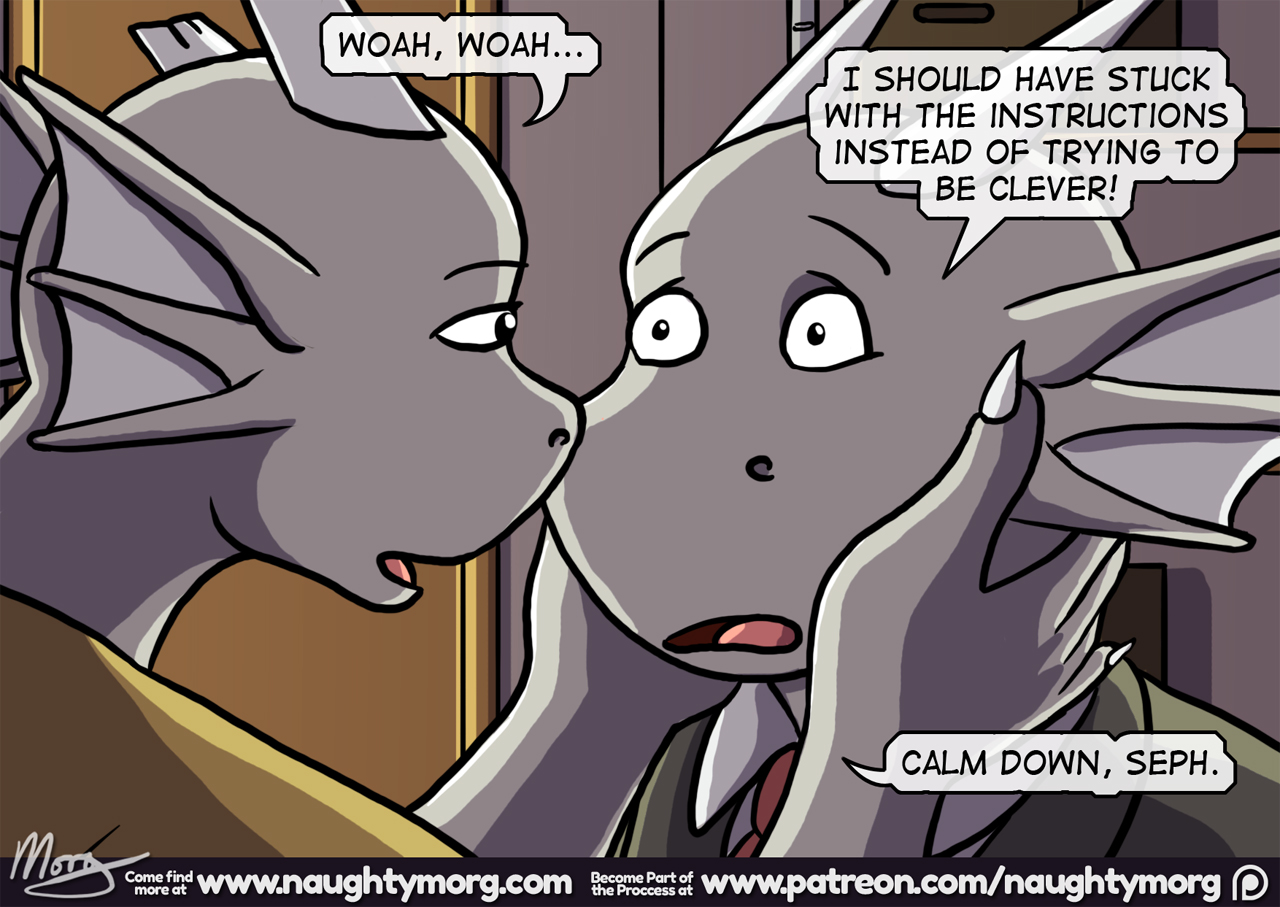 WOAH, WOAH...
I SHOULD HAVE STUCK
WITH THE INSTRUCTIONS
INSTEAD OF TRYING TO
BE CLEVER!
CALM DOWN, SEPH.
Morg
Come find
more at
www.naughtymorg.com
Become Part of
the Proccess at
www.patreon.com/naughtymorg